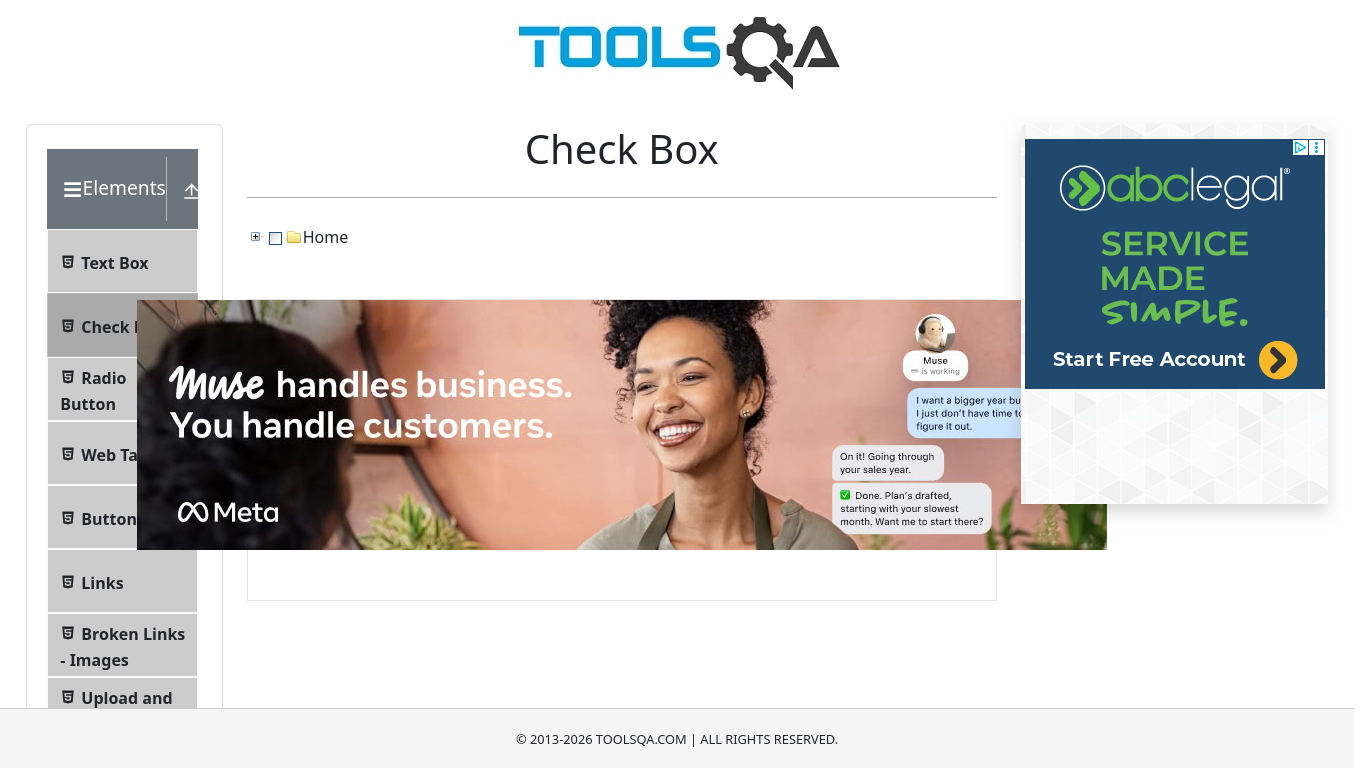 TOOLSQA
Check Box
Elements
Text Box
Check
Radio
Button
Web Ta
Button
Links
Broken Links
- Images
Upload and
Home
Muse handles business.
You handle customers.
Meta
Muse
is working
I want a bigger year bu
I just don't have time to
figure it out.
On it! Going through
your sales year.
Done. Plan's drafted,
starting with your slowest
month. Want me to start there?
abclegal®
SERVICE
MADE
SIMPLE.
Start Free Account
© 2013-2026 TOOLSQA.COM | ALL RIGHTS RESERVED.